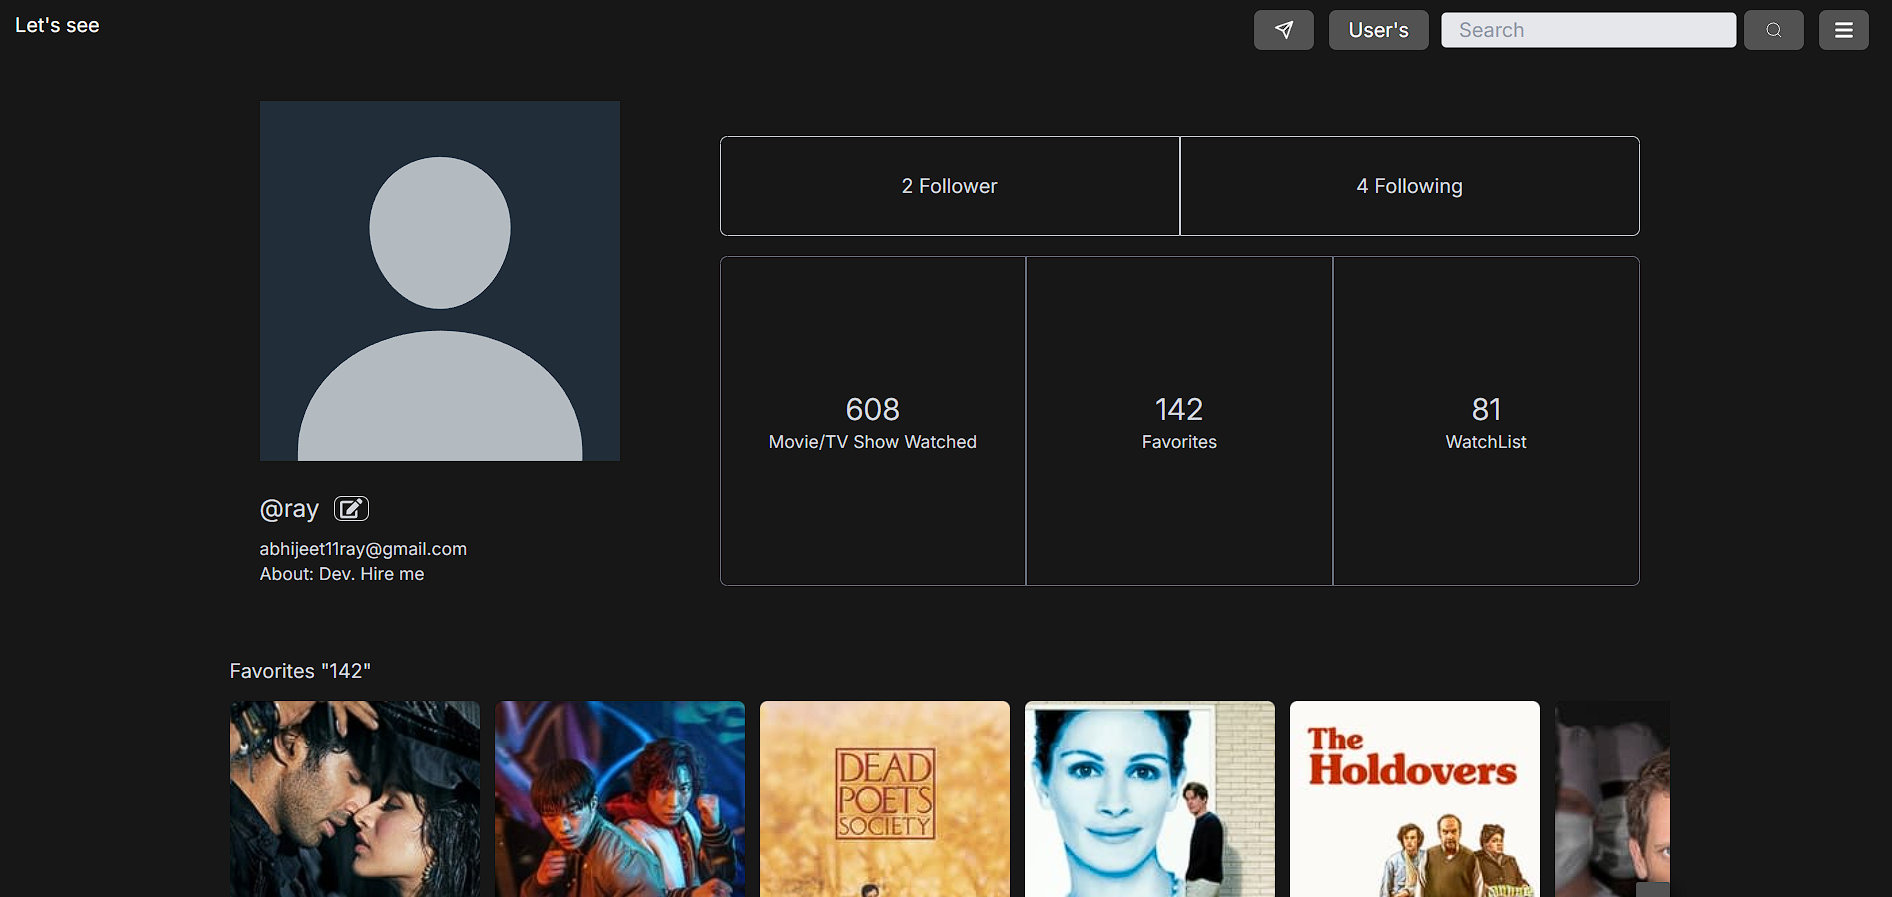 Let's see
User's
Search
2 Follower
4 Following
608
Movie/TV Show Watched
142
Favorites
81
WatchList
@ray
abhijeet11ray@gmail.com
About: Dev. Hire me
Favorites "142"
DEAD
POETS
SOCIETY
The
Holdovers